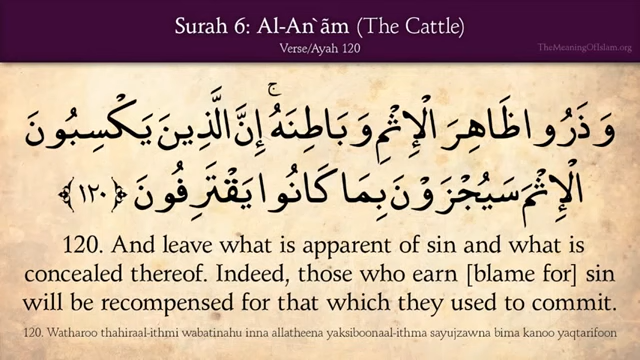 Surah 6: Al-An`ãm (The Cattle)
Verse/Ayah 120
TheMeaningOfIslam.org
وَذَرُوا ظَاهِرَ الْإِثْمِ وَبَاطِنَهُ ۚ إِنَّ الَّذِينَ يَكْسِبُونَ
الْإِثْمَ سَيُجْزَوْنَ بِمَا كَانُوا يَقْتَرِفُونَ ﴿١٢٠﴾
120. And leave what is apparent of sin and what is
concealed thereof. Indeed, those who earn [blame for] sin
will be recompensed for that which they used to commit.
120. Watharoo thahiraal-ithmi wabatinahu inna allatheena yaksiboonaal-ithma sayujzawna bima kanoo yaqtarifoon